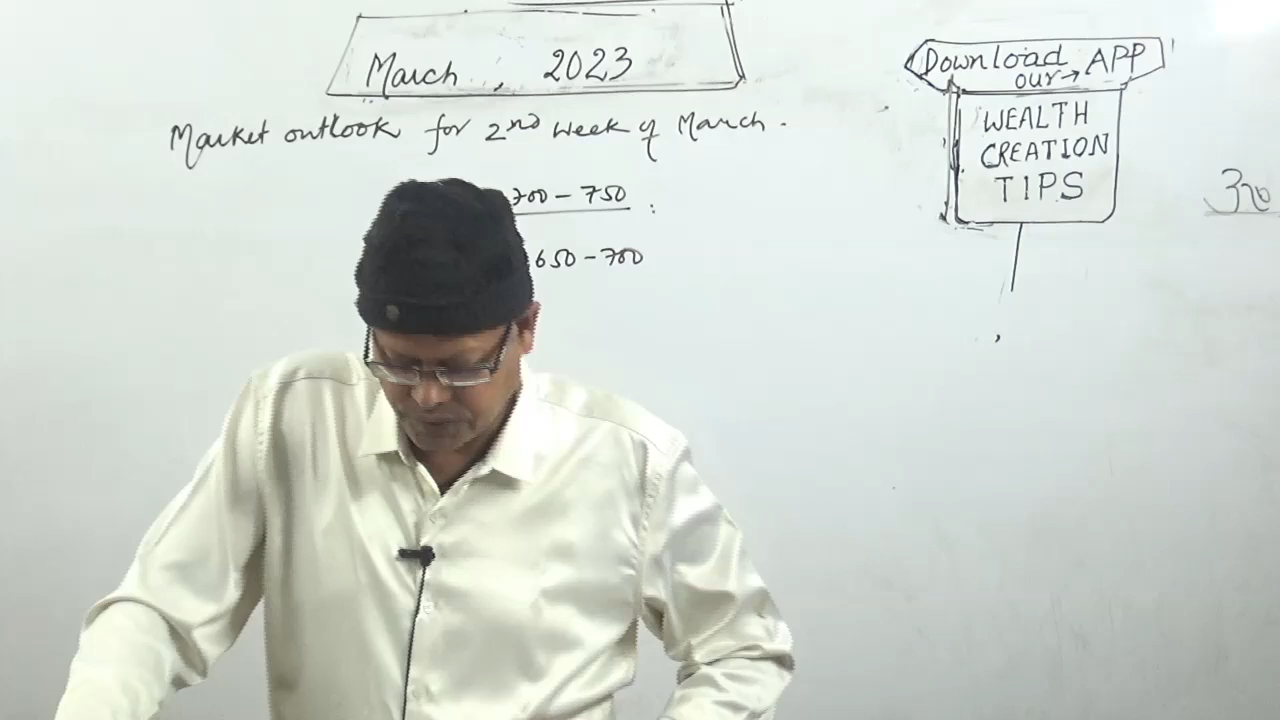 March, 2023
Market outlook for 2nd week of March.
700 - 750
650 - 700
Download
our → APP
WEALTH
CREATION
TIPS